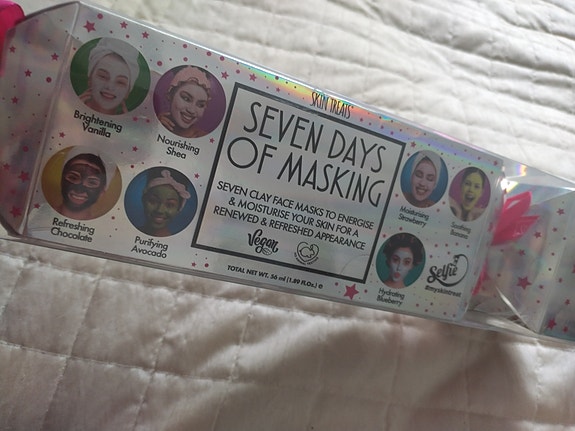 SKIN TREATS
SEVEN DAYS
OF MASKING
SEVEN CLAY FACE MASKS TO ENERGISE
& MOISTURISE YOUR SKIN FOR A
RENEWED & REFRESHED APPEARANCE
Vegan
TOTAL NET WT. 56 ml (1.89 FL.Oz.) e
Brightening
Vanilla
Nourishing
Shea
Refreshing
Chocolate
Purifying
Avocado
Moisturising
Strawberry
Soothing
Banana
Hydrating
Blueberry
Selfie
#myskintreat